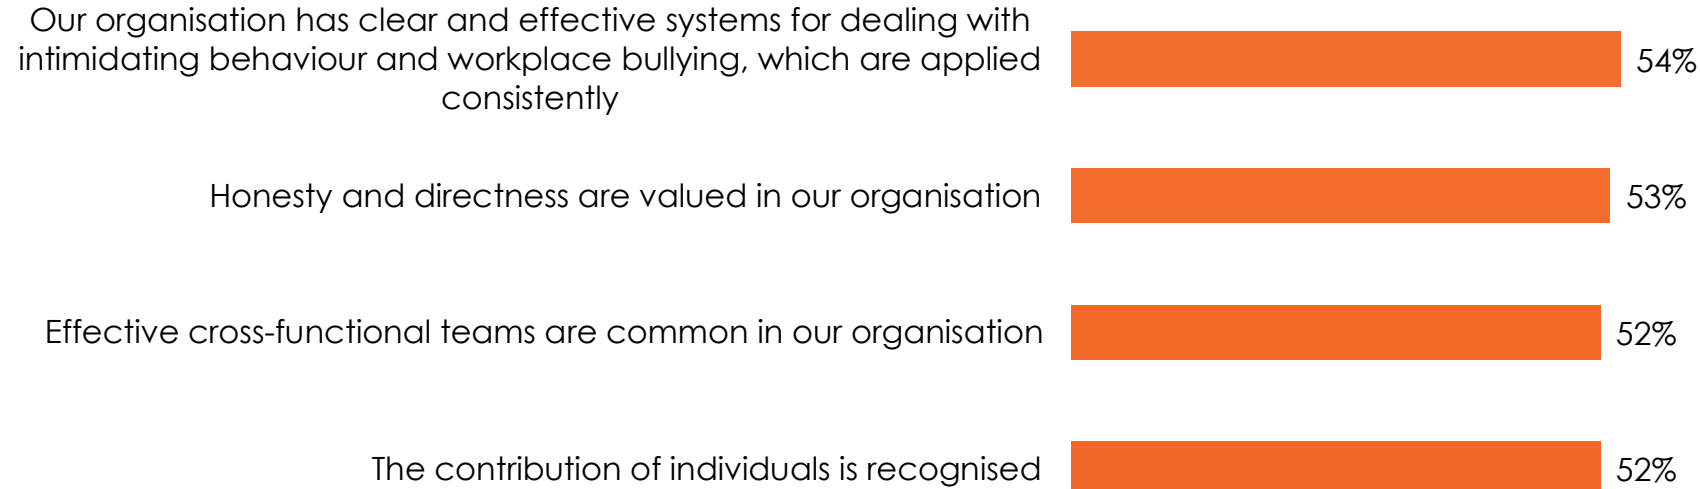 Our organisation has clear and effective systems for dealing with
intimidating behaviour and workplace bullying, which are applied
consistently
54%
Honesty and directness are valued in our organisation
53%
Effective cross-functional teams are common in our organisation
52%
The contribution of individuals is recognised
52%